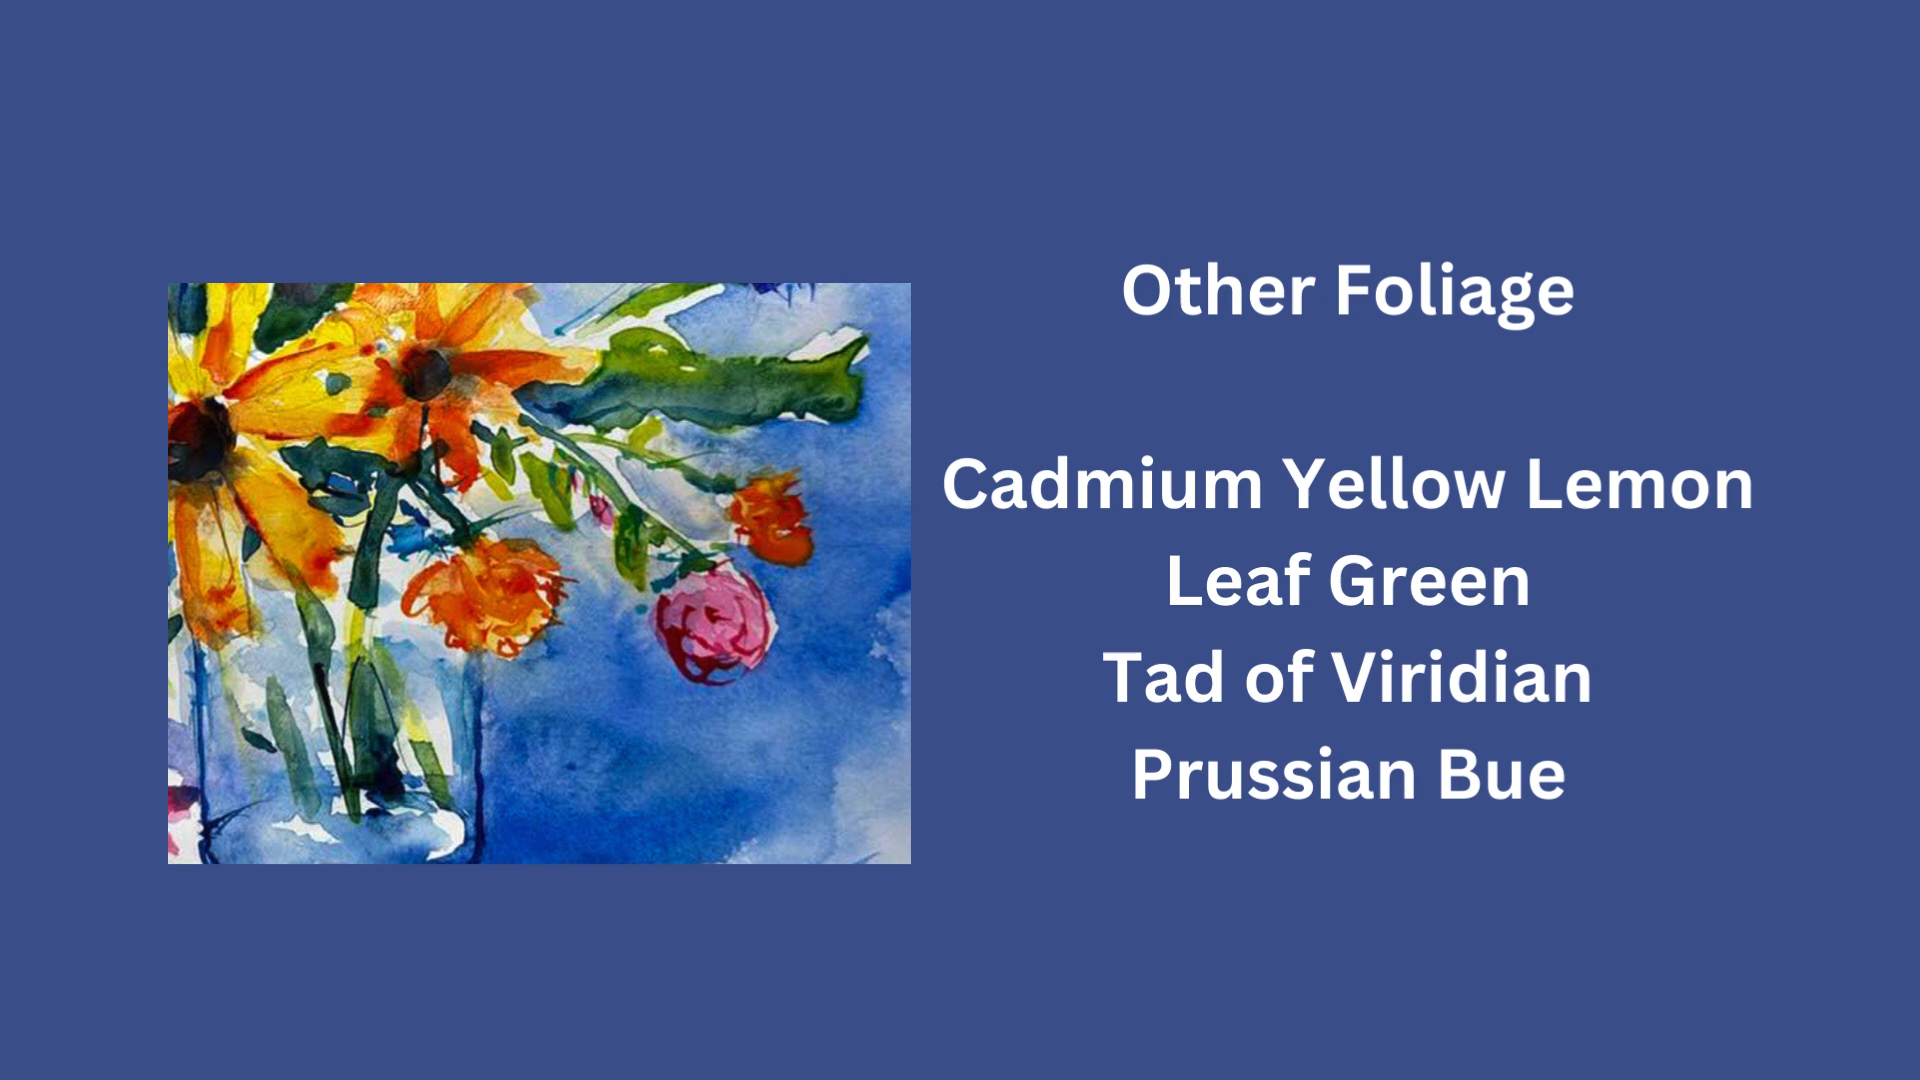 Other Foliage
Cadmium Yellow Lemon
Leaf Green
Tad of Viridian
Prussian Bue